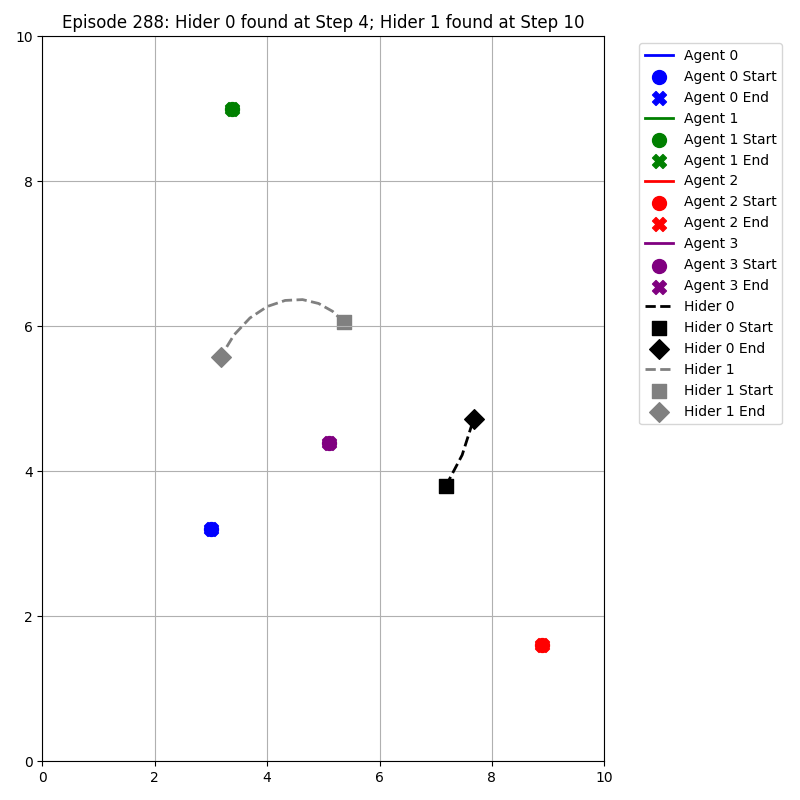 Episode 288: Hider 0 found at Step 4; Hider 1 found at Step 10
10
8
6
4
2
0
0 2 4 6 8 10
Agent 0
Agent 0 Start
Agent 0 End
Agent 1
Agent 1 Start
Agent 1 End
Agent 2
Agent 2 Start
Agent 2 End
Agent 3
Agent 3 Start
Agent 3 End
Hider 0
Hider 0 Start
Hider 0 End
Hider 1
Hider 1 Start
Hider 1 End